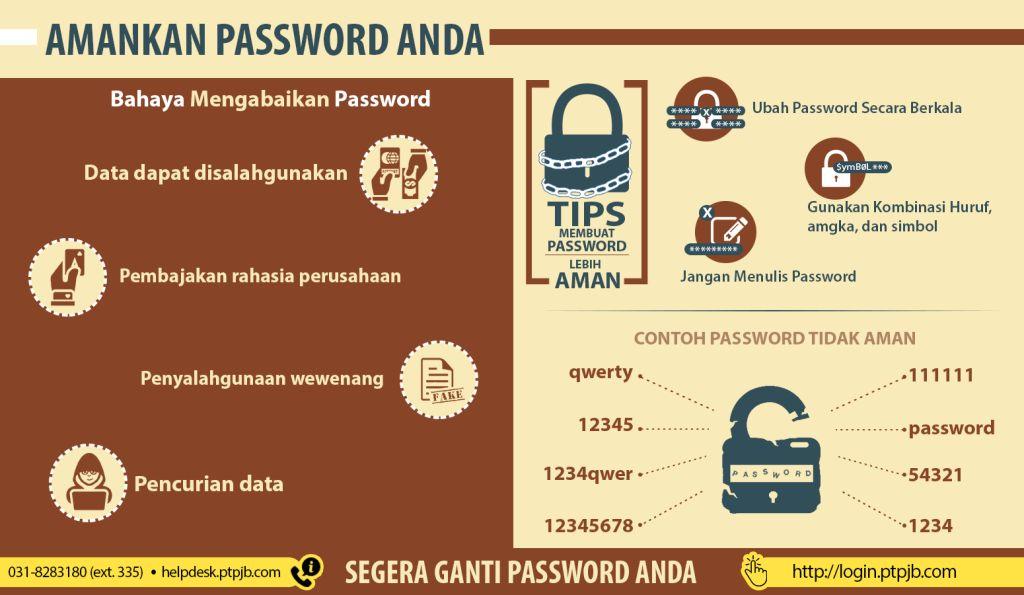 AMANKAN PASSWORD ANDA
Bahaya Mengabaikan Password
Data dapat disalahgunakan
Pembajakan rahasia perusahaan
Penyalahgunaan wewenang
FAKE
Pencurian data
TIPS
MEMBUAT
PASSWORD
LEBIH
AMAN
**** ****
X
**** ****
Ubah Password Secara Berkala
$ymB0L***
Gunakan Kombinasi Huruf,
amgka, dan simbol
X
*********
Jangan Menulis Password
CONTOH PASSWORD TIDAK AMAN
qwerty
12345
1234qwer
12345678
PASSWORD
111111
password
54321
1234
031-8283180 (ext. 335) • helpdesk.ptpjb.com
SEGERA GANTI PASSWORD ANDA
http://login.ptpjb.com